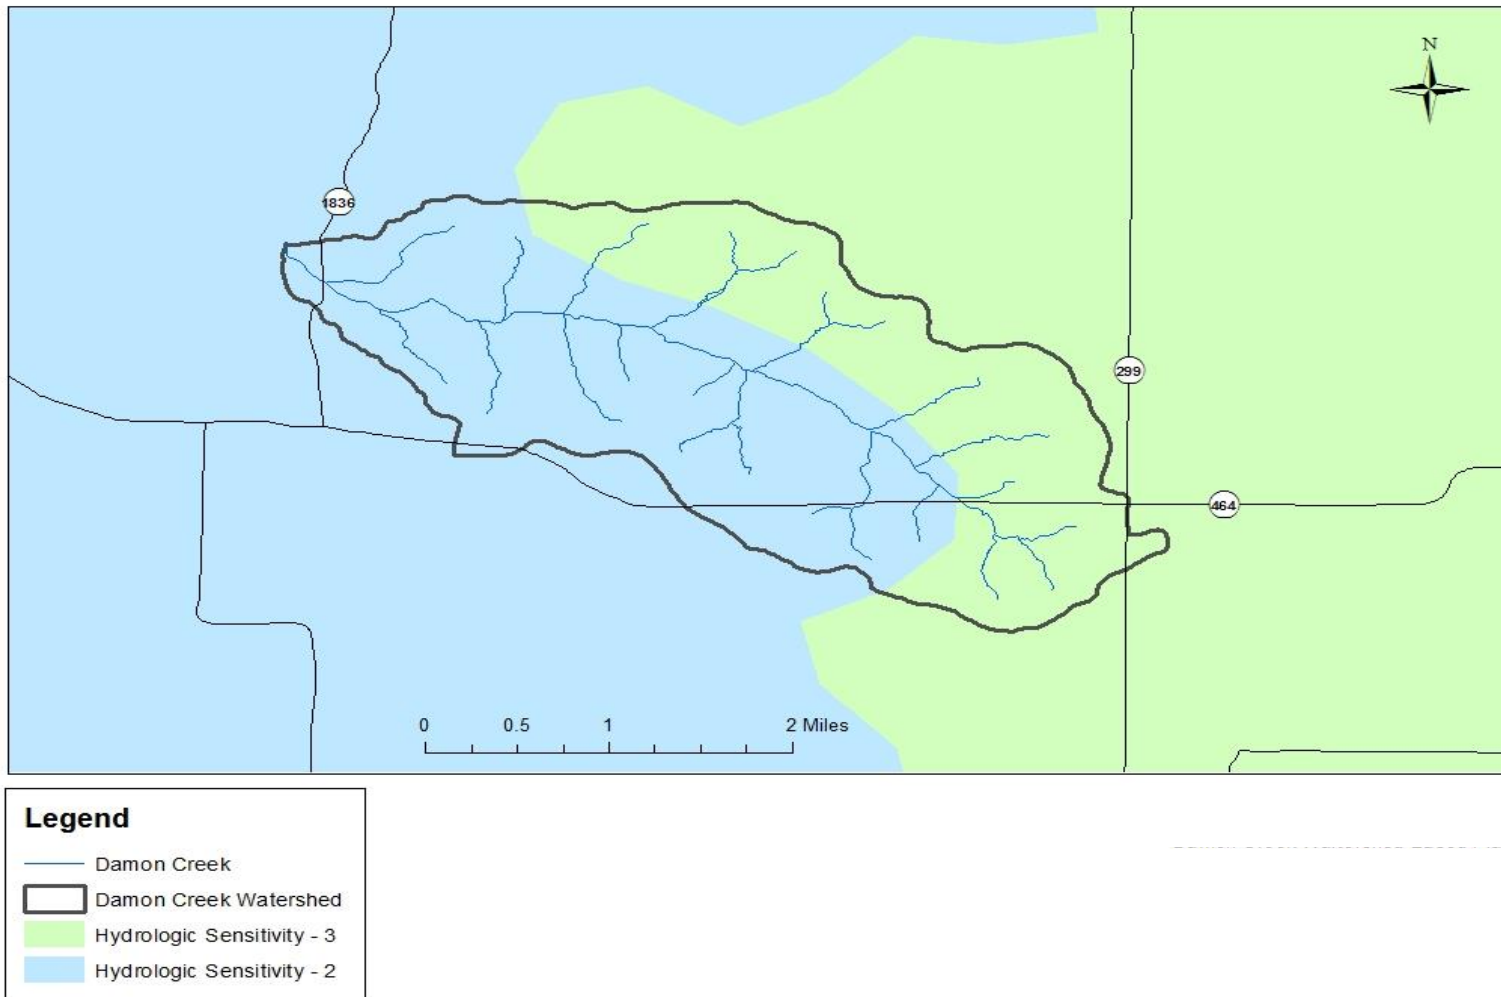 N
1836
299
464
0 0.5 1 2 Miles
Legend
Damon Creek
Damon Creek Watershed
Hydrologic Sensitivity - 3
Hydrologic Sensitivity - 2